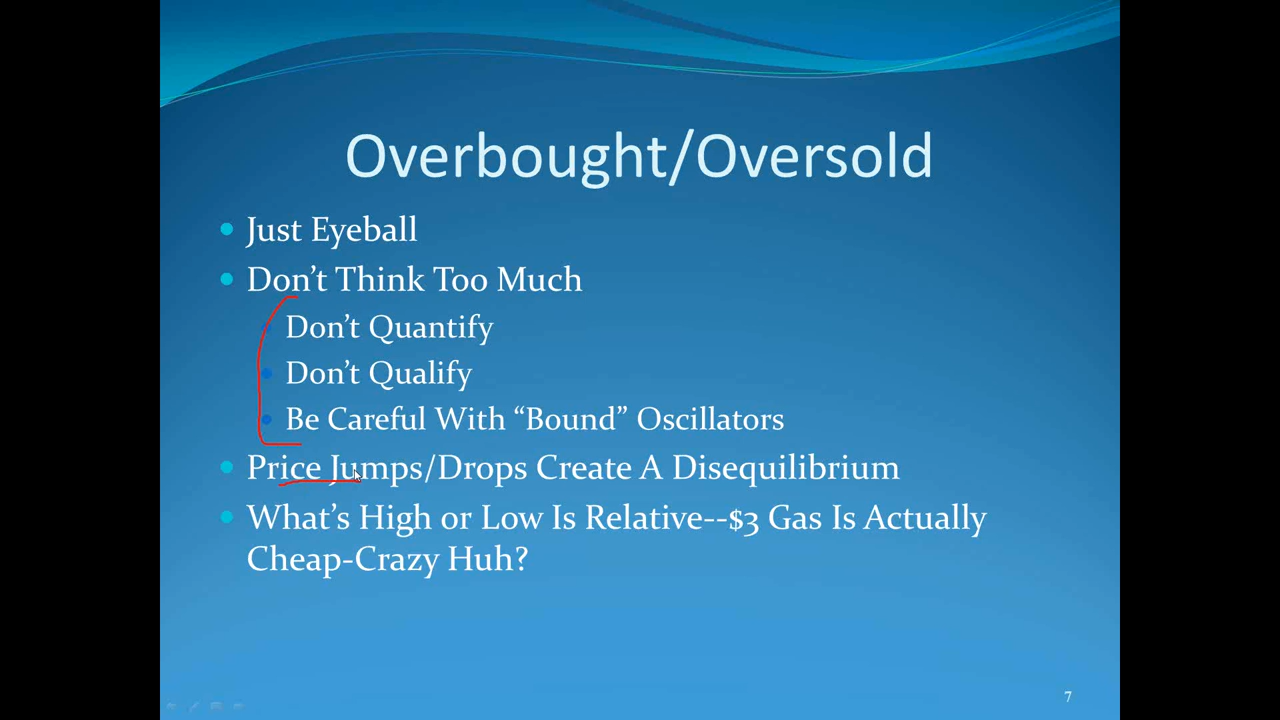 Overbought/Oversold
Just Eyeball
Don't Think Too Much
Don't Quantify
Don't Qualify
Be Careful With “Bound” Oscillators
Price Jumps/Drops Create A Disequilibrium
What's High or Low Is Relative--$3 Gas Is Actually
Cheap-Crazy Huh?
7